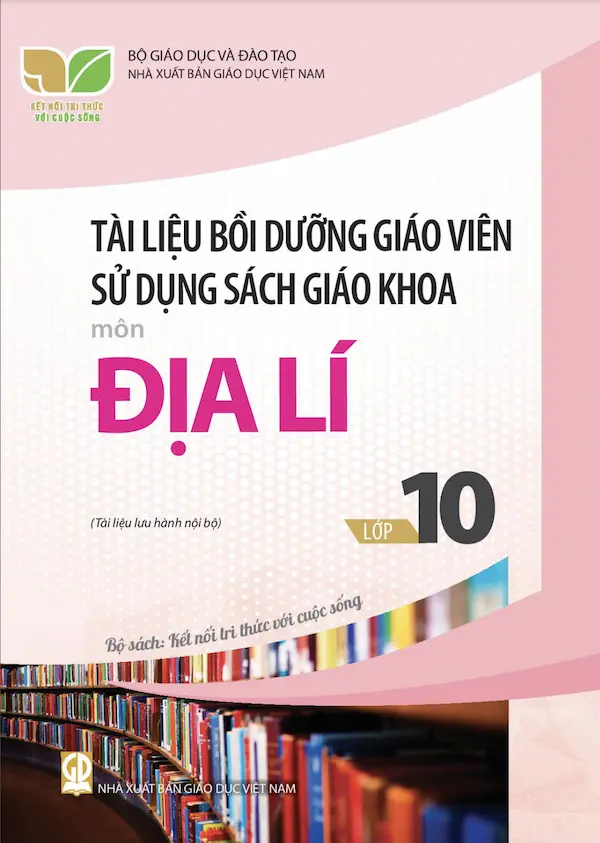 BỘ GIÁO DỤC VÀ ĐÀO TẠO
NHÀ XUẤT BẢN GIÁO DỤC VIỆT NAM
KẾT NỐI TRI THỨC
VỚI CUỘC SỐNG
TÀI LIỆU BỒI DƯỠNG GIÁO VIÊN
SỬ DỤNG SÁCH GIÁO KHOA
môn
ĐỊA LÍ
LỚP 10
(Tài liệu lưu hành nội bộ)
Bộ sách: Kết nối tri thức với cuộc sống
NHÀ XUẤT BẢN GIÁO DỤC VIỆT NAM